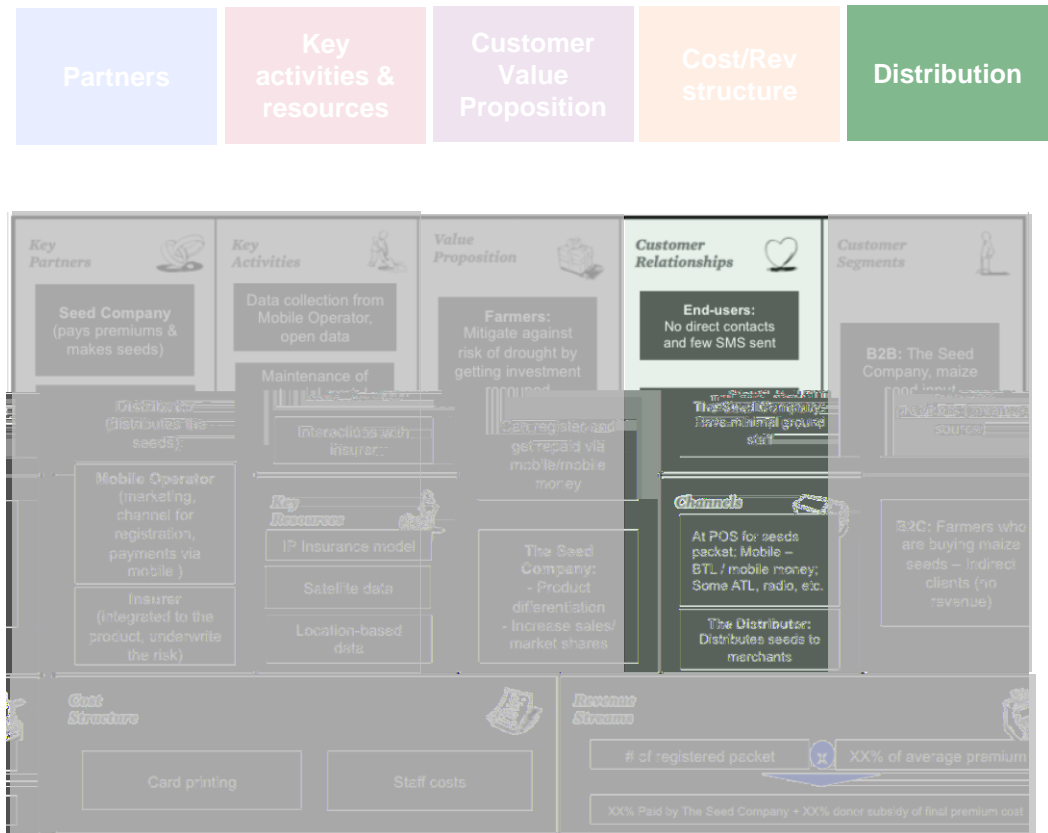 Partners
Key
activities &
resources
Customer
Value
Proposition
Cost/Rev
structure
Distribution
Key
Partners
Seed Company
(pays premiums &
makes seeds)
Distributor
(distributes the
seeds)
Mobile Operator
(marketing,
channel for
registration,
payments via
mobile )
Insurer
(integrated to the
product, underwrite
the risk)
Key
Activities
Data collection from
Mobile Operator,
open data
Maintenance of
Interactions with
insurer
Key
Resources
IP Insurance model
Satellite data
Location-based
data
Value
Proposition
Farmers:
Mitigate against
risk of drought by
getting investment
Can register and
get repaid via
mobile/mobile
money
The Seed
Company:
- Product
differentiation
- Increase sales/
market shares
Customer
Relationships
End-users:
No direct contacts
and few SMS sent
The Seed Company:
have minimal ground
staff
Channels
At POS for seeds
packet; Mobile –
BTL / mobile money;
Some ATL, radio, etc.
The Distributor:
Distributes seeds to
merchants
Customer
Segments
B2B: The Seed
Company, maize
B2C: Farmers who
are buying maize
seeds – Indirect
clients (no
revenue)
Cost
Structure
Card printing
Staff costs
Revenue
Streams
# of registered packet
x
XX% of average premium
XX% Paid by The Seed Company + XX% donor subsidy of final premium cost